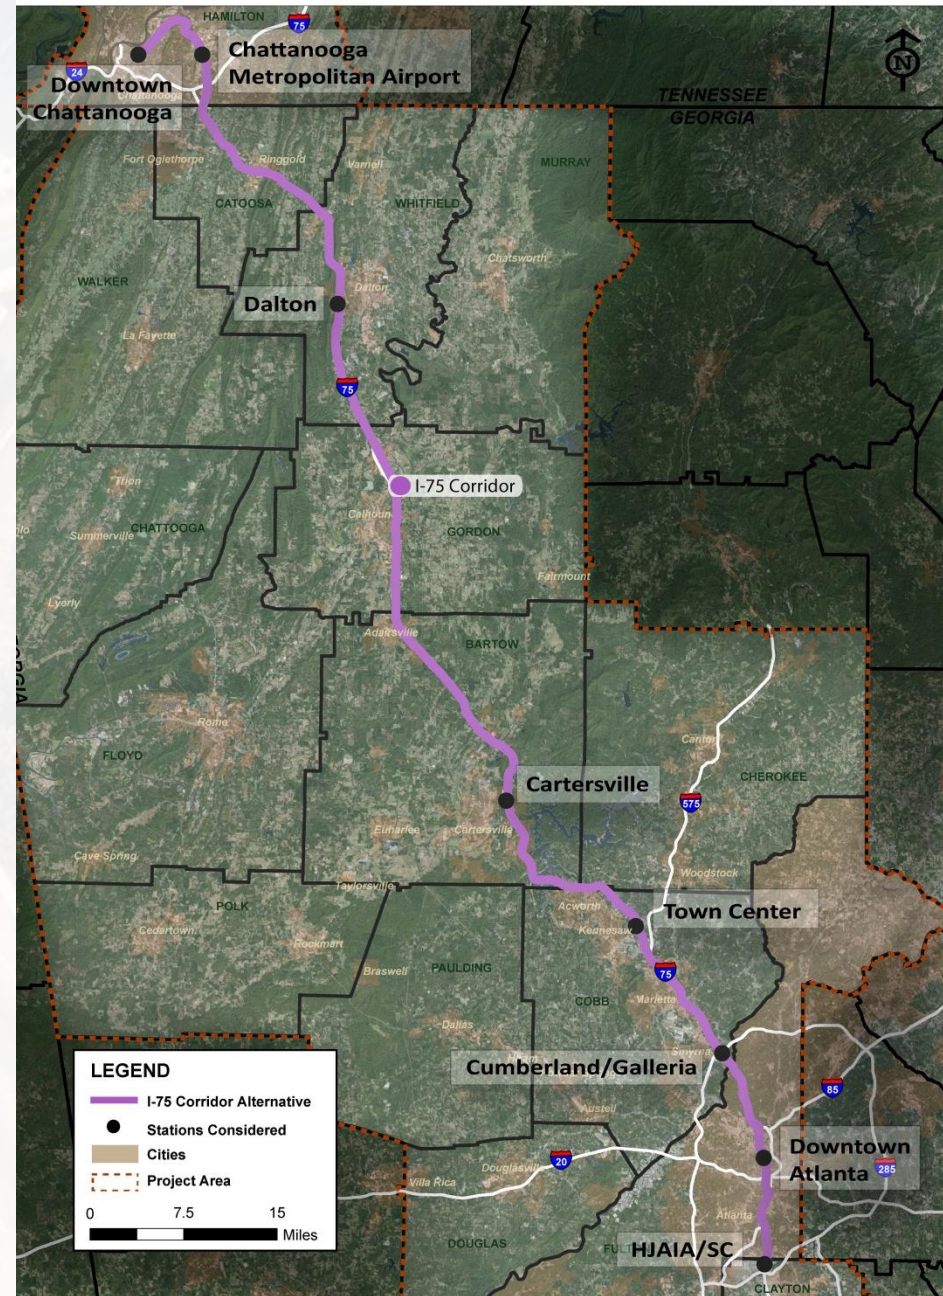 HAMILTON
75
Chattanooga
Metropolitan Airport
24
Downtown
Chattanooga
Chattanooga
N
TENNESSEE
GEORGIA
Fort Oglethorpe
Ringgold
Varnell
MURRAY
CATOOSA
WHITFIELD
Chatsworth
WALKER
Dalton
Dalton
La Fayette
75
I-75 Corridor
Trion
CHATTOOGA
Summerville
Calhoun
GORDON
Fairmount
Lyerly
Adairsville
BARTOW
Rome
FLOYD
Canton
CHEROKEE
Cartersville
575
Euharlee
Cartersville
Cave Spring
Taylorsville
Woodstock
POLK
Acworth
Town Center
Kennesaw
Cedartown
Rockmart
Braswell
PAULDING
75
COBB
Marietta
Dallas
Hiram
Smyrna
Cumberland/Galleria
85
Austell
LEGEND
I-75 Corridor Alternative
Stations Considered
Cities
Project Area
0 7.5 15
Miles
20
Douglasville
Villa Rica
Downtown
Atlanta
285
Atlanta
DOUGLAS
HJAIA/SC
CLAYTON